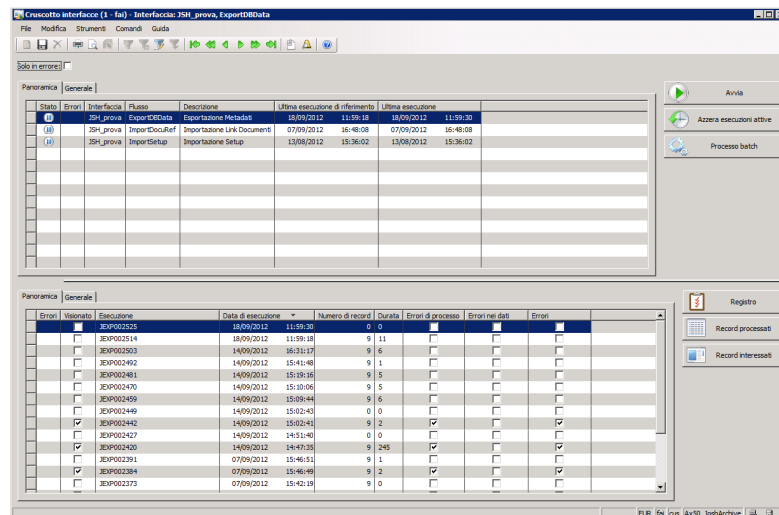 Cruscotto interfacce (1 - fai) - Interfaccia: JSH_prova, ExportDBData
File Modifica Strumenti Comandi Guida
Solo in errore:
Panoramica Generale
Stato Errori Interfaccia Flusso Descrizione Ultima esecuzione di riferimento Ultima esecuzione
JSH_prova ExportDBData Esportazione Metadati 18/09/2012 11:59:18 18/09/2012 11:59:30
JSH_prova ImportDocuRef Importazione Link Documenti 07/09/2012 16:48:08 07/09/2012 16:48:08
JSH_prova ImportSetup Importazione Setup 13/08/2012 15:36:02 13/08/2012 15:36:02
Avvia
Azzera esecuzioni attive
Processo batch
Panoramica Generale
Errori Visionato Esecuzione Data di esecuzione Numero di record Durata Errori di processo Errori nei dati Errori
JEXP002525 18/09/2012 11:59:30 0 0
JEXP002514 18/09/2012 11:59:18 9 11
JEXP002503 14/09/2012 16:31:17 9 6
JEXP002492 14/09/2012 15:41:48 9 1
JEXP002481 14/09/2012 15:19:16 9 5
JEXP002470 14/09/2012 15:10:06 9 5
JEXP002459 14/09/2012 15:09:44 9 6
JEXP002449 14/09/2012 15:02:43 0 0
JEXP002442 14/09/2012 15:02:41 9 2
JEXP002427 14/09/2012 14:51:40 0 0
JEXP002420 14/09/2012 14:47:35 9 245
JEXP002391 07/09/2012 15:46:51 9 1
JEXP002384 07/09/2012 15:46:49 9 2
JEXP002373 07/09/2012 15:42:19 9 0
Registro
Record processati
Record interessati
EUR fai cus Ax50_JoshArchive